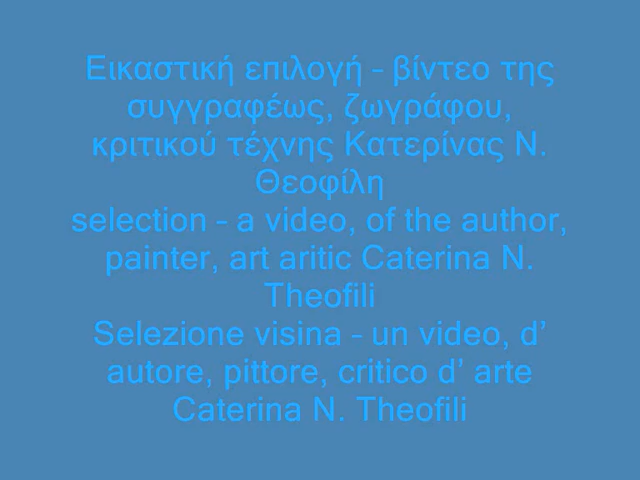 Εικαστική επιλογή – βίντεο της
συγγραφέως, ζωγράφου,
κριτικού τέχνης Κατερίνας Ν.
Θεοφίλη
selection – a video, of the author,
painter, art aritic Caterina N.
Theofili
Selezione visina – un video, d’
autore, pittore, critico d’ arte
Caterina N. Theofili